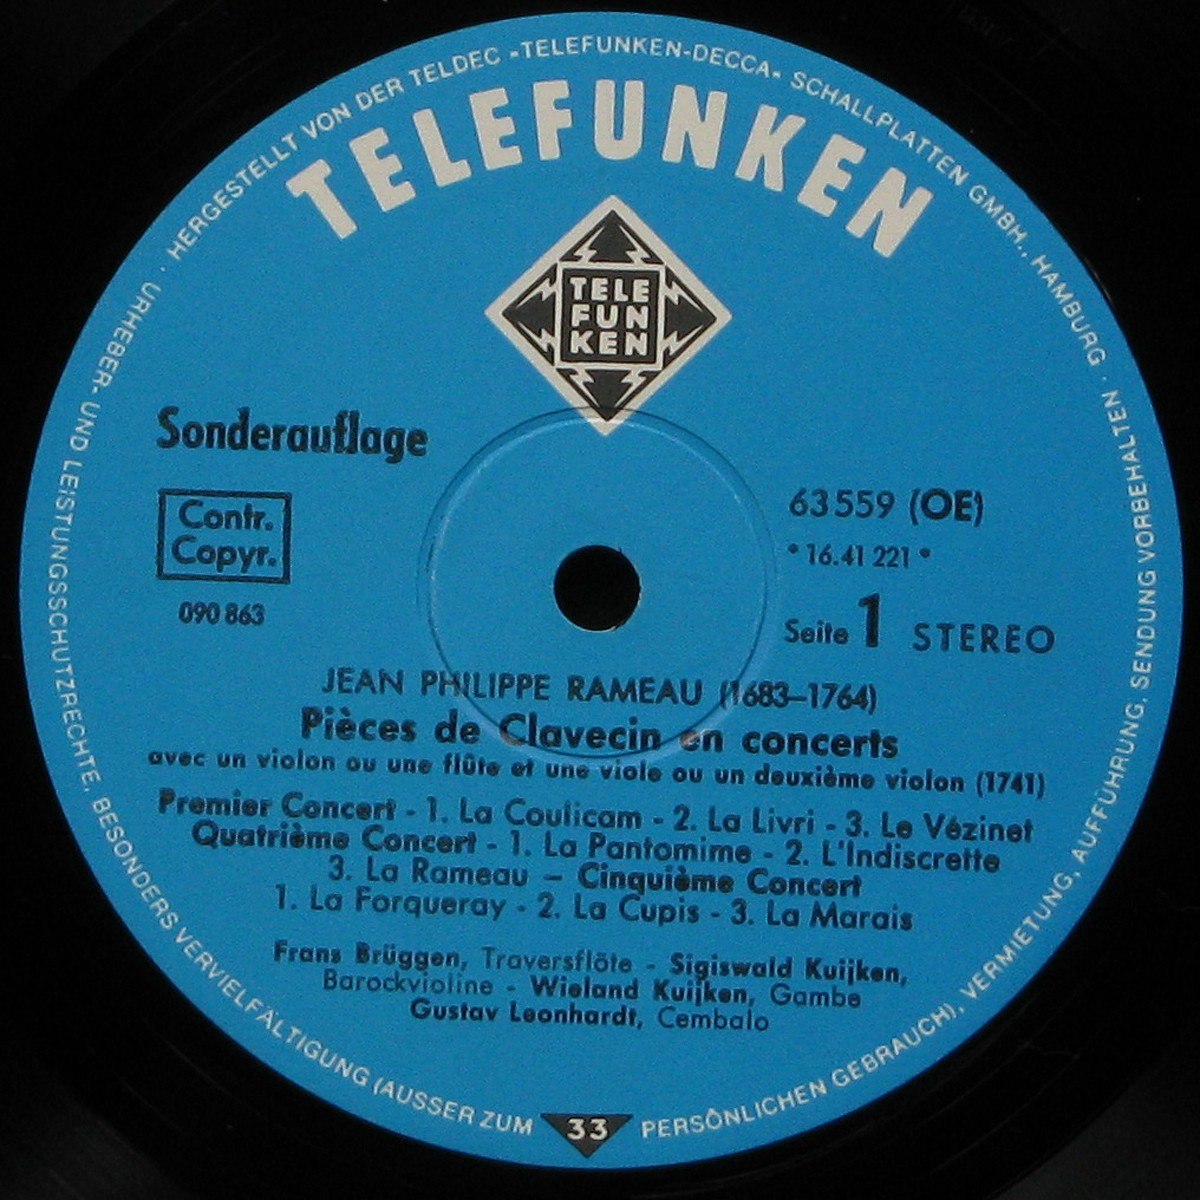 HERGESTELLT VON DER TELDEC »TELEFUNKEN-DECCA« SCHALLPLATTEN GMBH., HAMBURG · URHEBER- UND LEISTUNGSSCHUTZRECHTE, BESONDERS VERVIELFÄLTIGUNG (AUSSER ZUM PERSÖNLICHEN GEBRAUCH), VERMIETUNG, AUFFÜHRUNG, SENDUNG VORBEHALTEN ·
TELEFUNKEN
TELE
FUN
KEN
Sonderauflage
Contr.
Copyr.
090 863
63 559 (OE)
* 16.41 221 *
Seite 1 STEREO
JEAN PHILIPPE RAMEAU (1683–1764)
Pièces de Clavecin en concerts
avec un violon ou une flûte et une viole ou un deuxième violon (1741)
Premier Concert - 1. La Coulicam - 2. La Livri - 3. Le Vézinet
Quatrième Concert - 1. La Pantomime - 2. L'Indiscrette
3. La Rameau – Cinquième Concert
1. La Forqueray - 2. La Cupis - 3. La Marais
Frans Brüggen, Traversflöte - Sigiswald Kuijken,
Barockvioline - Wieland Kuijken, Gambe
Gustav Leonhardt, Cembalo
33